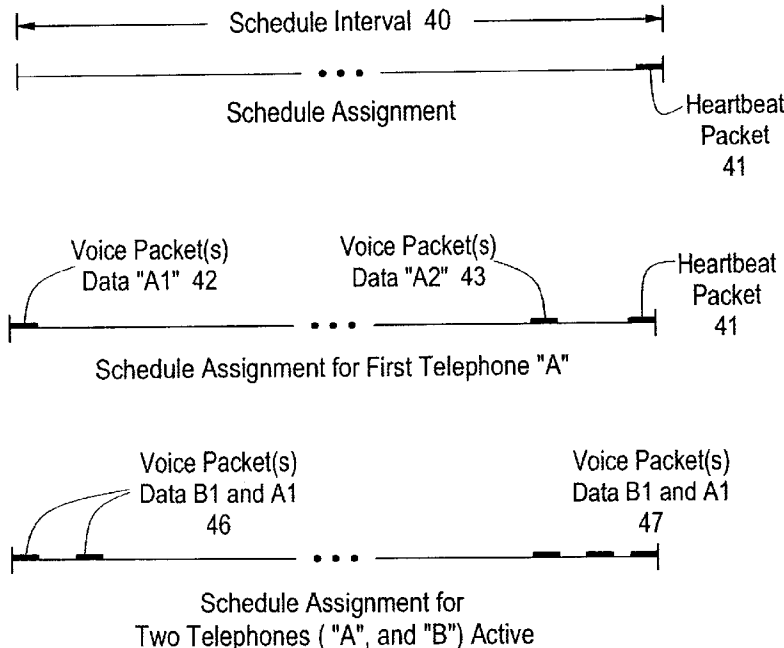 Schedule Interval 40
Schedule Assignment
Heartbeat
Packet
41
Voice Packet(s)
Data "A1" 42
Voice Packet(s)
Data "A2" 43
Heartbeat
Packet
41
Schedule Assignment for First Telephone "A"
Voice Packet(s)
Data B1 and A1
46
Voice Packet(s)
Data B1 and A1
47
Schedule Assignment for
Two Telephones ( "A", and "B") Active